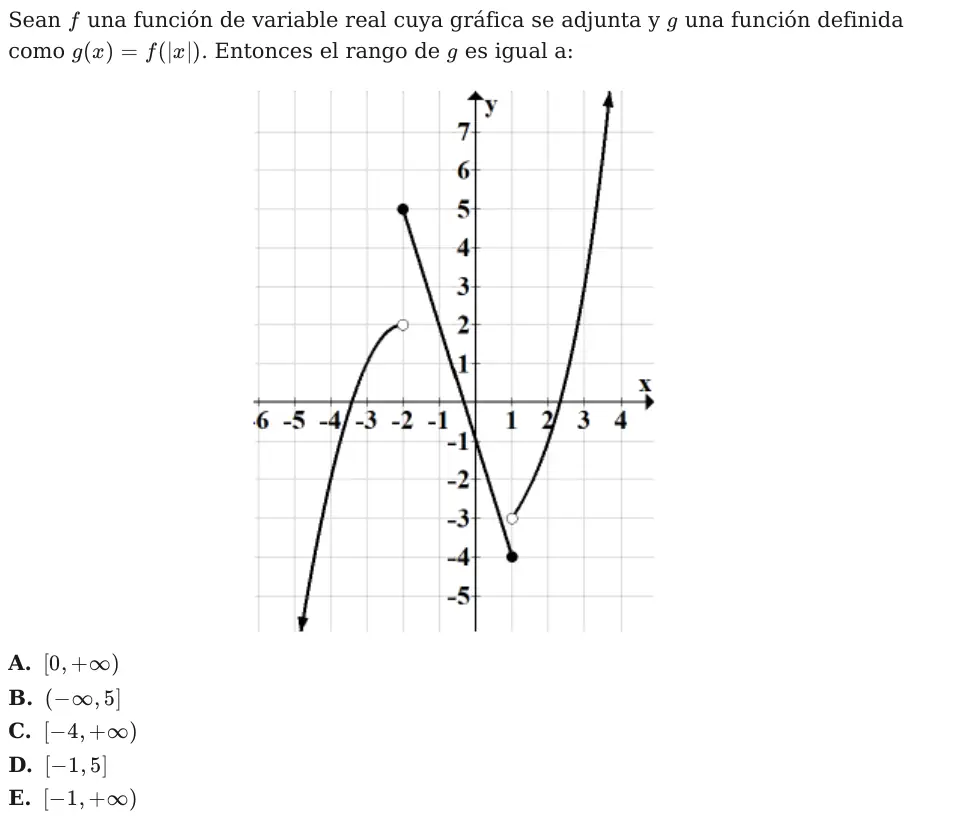 Sean f una función de variable real cuya gráfica se adjunta y g una función definida
como g(x) = f(|x|). Entonces el rango de g es igual a:
y
7
6
5
4
3
2
1
x
-6 -5 -4 -3 -2 -1 1 2 3 4
-1
-2
-3
-4
-5
A. [0, +∞)
B. (−∞, 5]
C. [−4, +∞)
D. [−1, 5]
E. [−1, +∞)